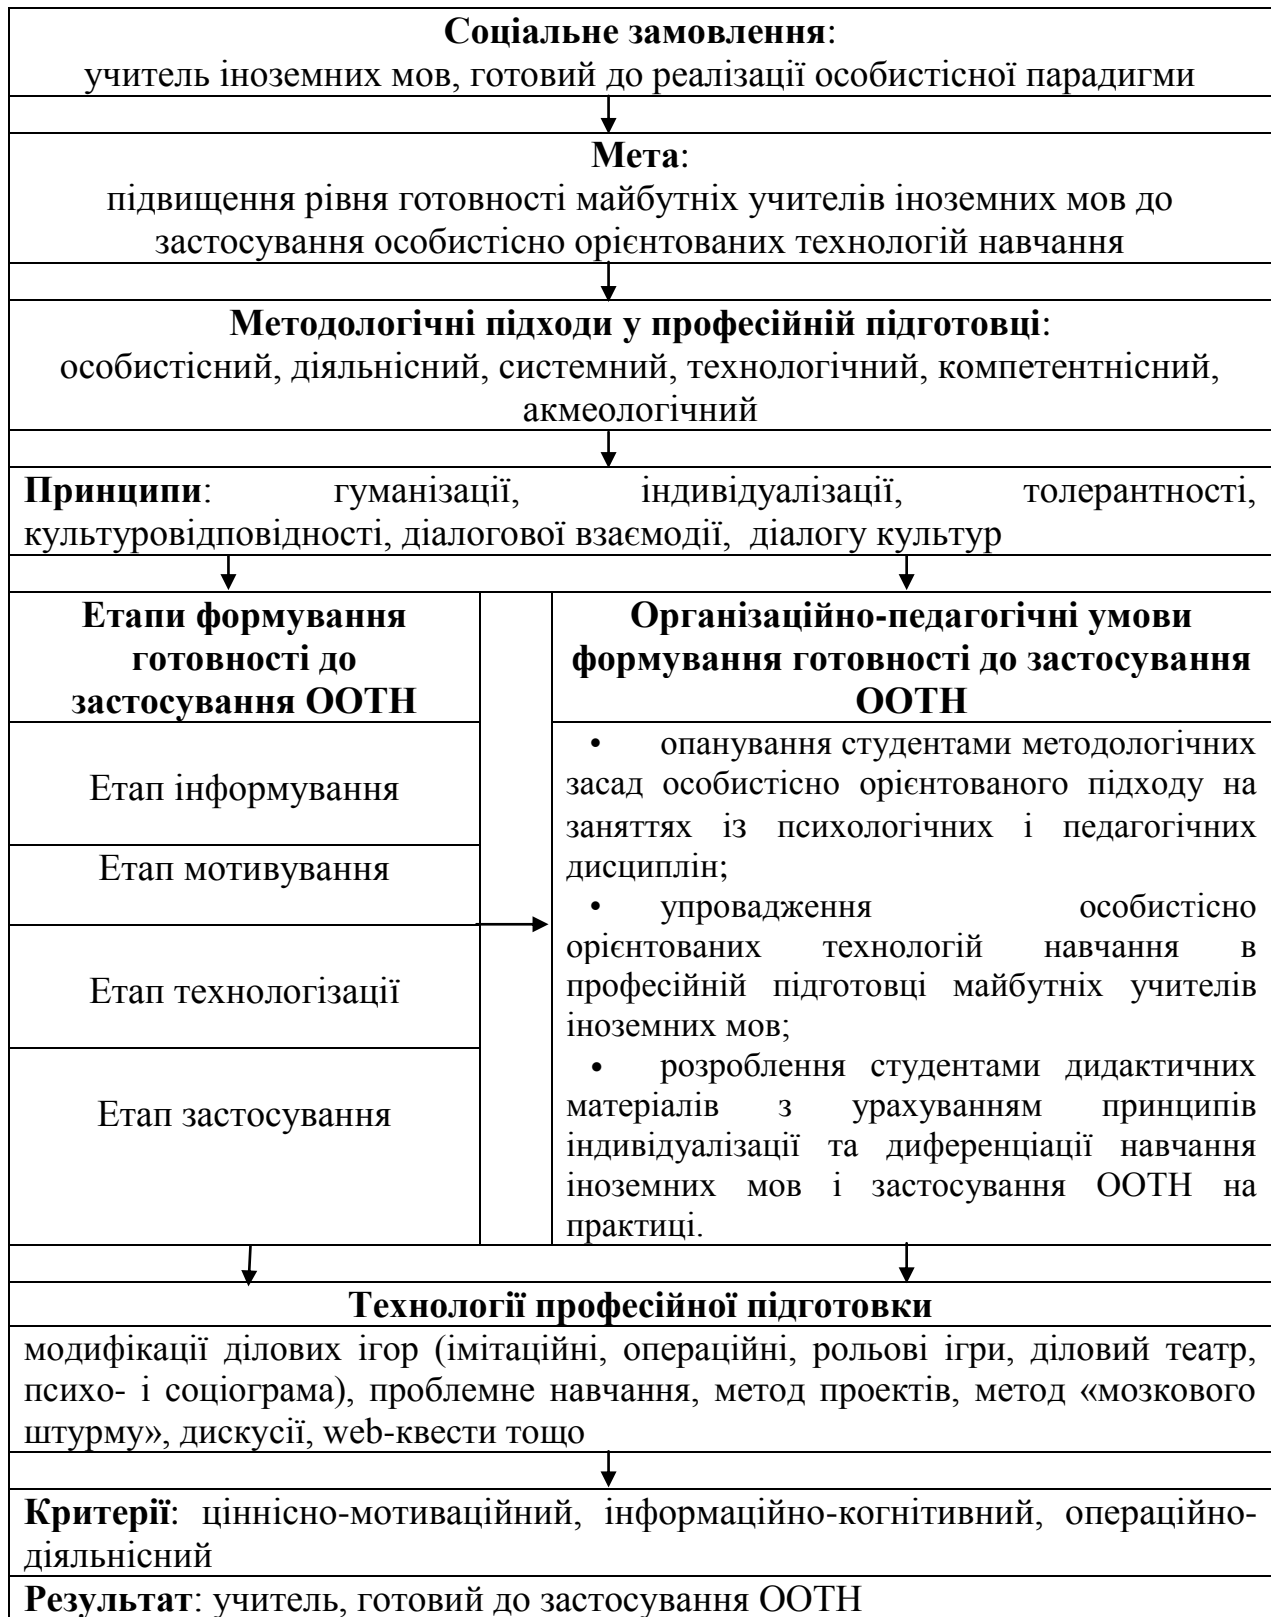 Соціальне замовлення:
учитель іноземних мов, готовий до реалізації особистісної парадигми
Мета:
підвищення рівня готовності майбутніх учителів іноземних мов до
застосування особистісно орієнтованих технологій навчання
Методологічні підходи у професійній підготовці:
особистісний, діяльнісний, системний, технологічний, компетентнісний,
акмеологічний
Принципи: гуманізації, індивідуалізації, толерантності,
культуровідповідності, діалогової взаємодії, діалогу культур
Етапи формування
готовності до
застосування ООТН
Етап інформування
Етап мотивування
Етап технологізації
Етап застосування
Організаційно-педагогічні умови
формування готовності до застосування
ООТН
• опанування студентами методологічних
засад особистісно орієнтованого підходу на
заняттях із психологічних і педагогічних
дисциплін;
• упровадження особистісно
орієнтованих технологій навчання в
професійній підготовці майбутніх учителів
іноземних мов;
• розроблення студентами дидактичних
матеріалів з урахуванням принципів
індивідуалізації та диференціації навчання
іноземних мов і застосування ООТН на
практиці.
Технології професійної підготовки
модифікації ділових ігор (імітаційні, операційні, рольові ігри, діловий театр,
психо- і соціограма), проблемне навчання, метод проектів, метод «мозкового
штурму», дискусії, web-квести тощо
Критерії: ціннісно-мотиваційний, інформаційно-когнітивний, операційно-
діяльнісний
Результат: учитель, готовий до застосування ООТН